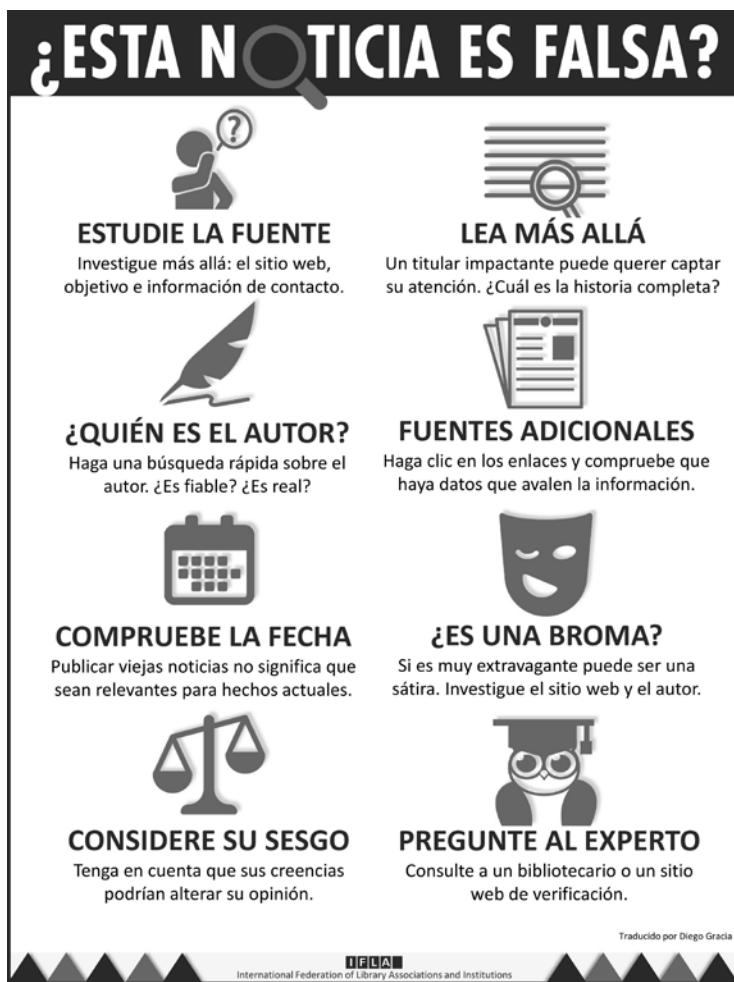 ¿ESTA NOTICIA ES FALSA?
?
ESTUDIE LA FUENTE
Investigue más allá: el sitio web,
objetivo e información de contacto.
LEA MÁS ALLÁ
Un titular impactante puede querer captar
su atención. ¿Cuál es la historia completa?
¿QUIÉN ES EL AUTOR?
Haga una búsqueda rápida sobre el
autor. ¿Es fiable? ¿Es real?
FUENTES ADICIONALES
Haga clic en los enlaces y compruebe que
haya datos que avalen la información.
COMPRUEBE LA FECHA
Publicar viejas noticias no significa que
sean relevantes para hechos actuales.
¿ES UNA BROMA?
Si es muy extravagante puede ser una
sátira. Investigue el sitio web y el autor.
CONSIDERE SU SESGO
Tenga en cuenta que sus creencias
podrían alterar su opinión.
PREGUNTE AL EXPERTO
Consulte a un bibliotecario o un sitio
web de verificación.
Traducido por Diego Gracia
IFLA
International Federation of Library Associations and Institutions